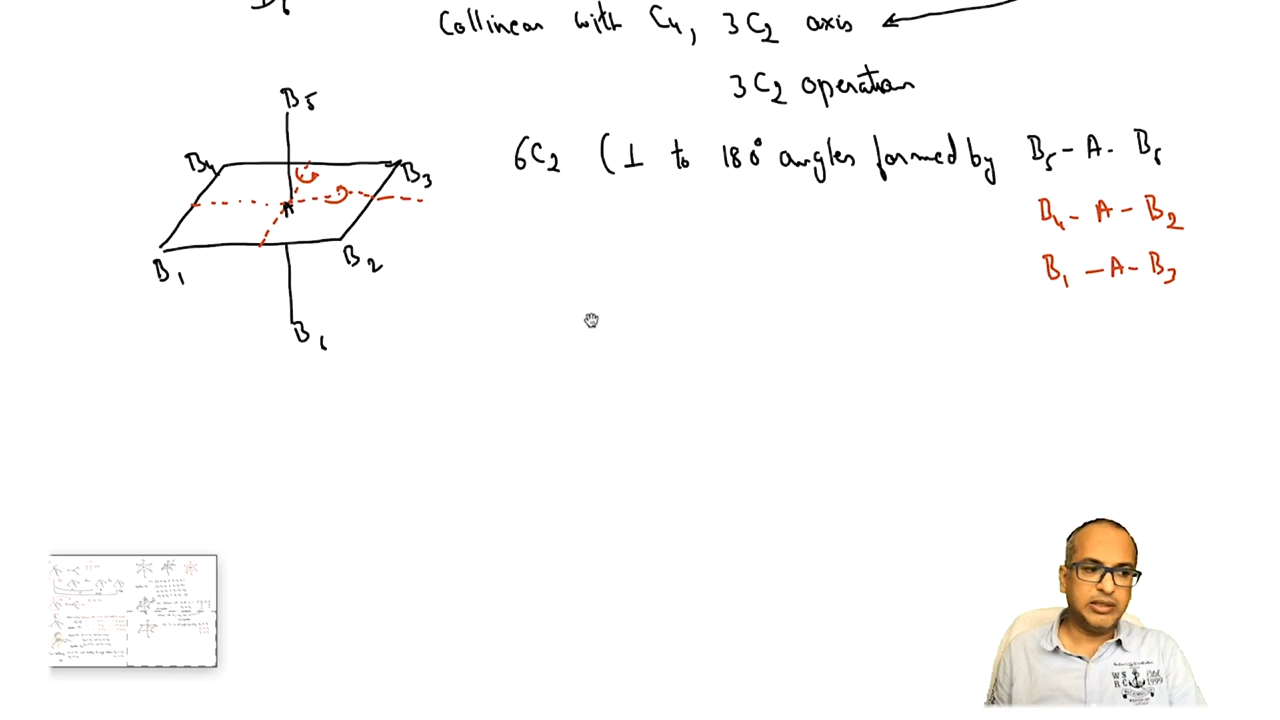 Collinear with C4, 3C2 axis
3C2 operation
B5
B4
B3
A
B1
B2
B6
6C2 (⊥ to 180° angles formed by B5 - A - B6
B4 - A - B2
B1 - A - B3
W S
R C
1999